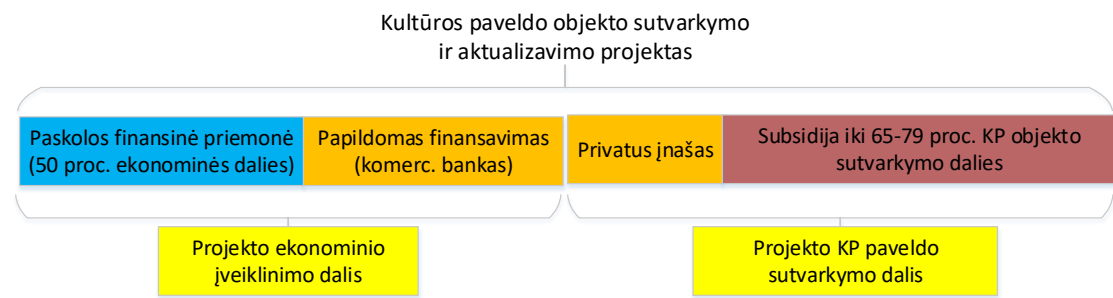 Kultūros paveldo objekto sutvarkymo
ir aktualizavimo projektas
Paskolos finansinė priemonė
(50 proc. ekonominės dalies)
Papildomas finansavimas
(komerc. bankas)
Privatus įnašas
Subsidija iki 65-79 proc. KP objekto
sutvarkymo dalies
Projekto ekonominio
įveiklinimo dalis
Projekto KP paveldo
sutvarkymo dalis